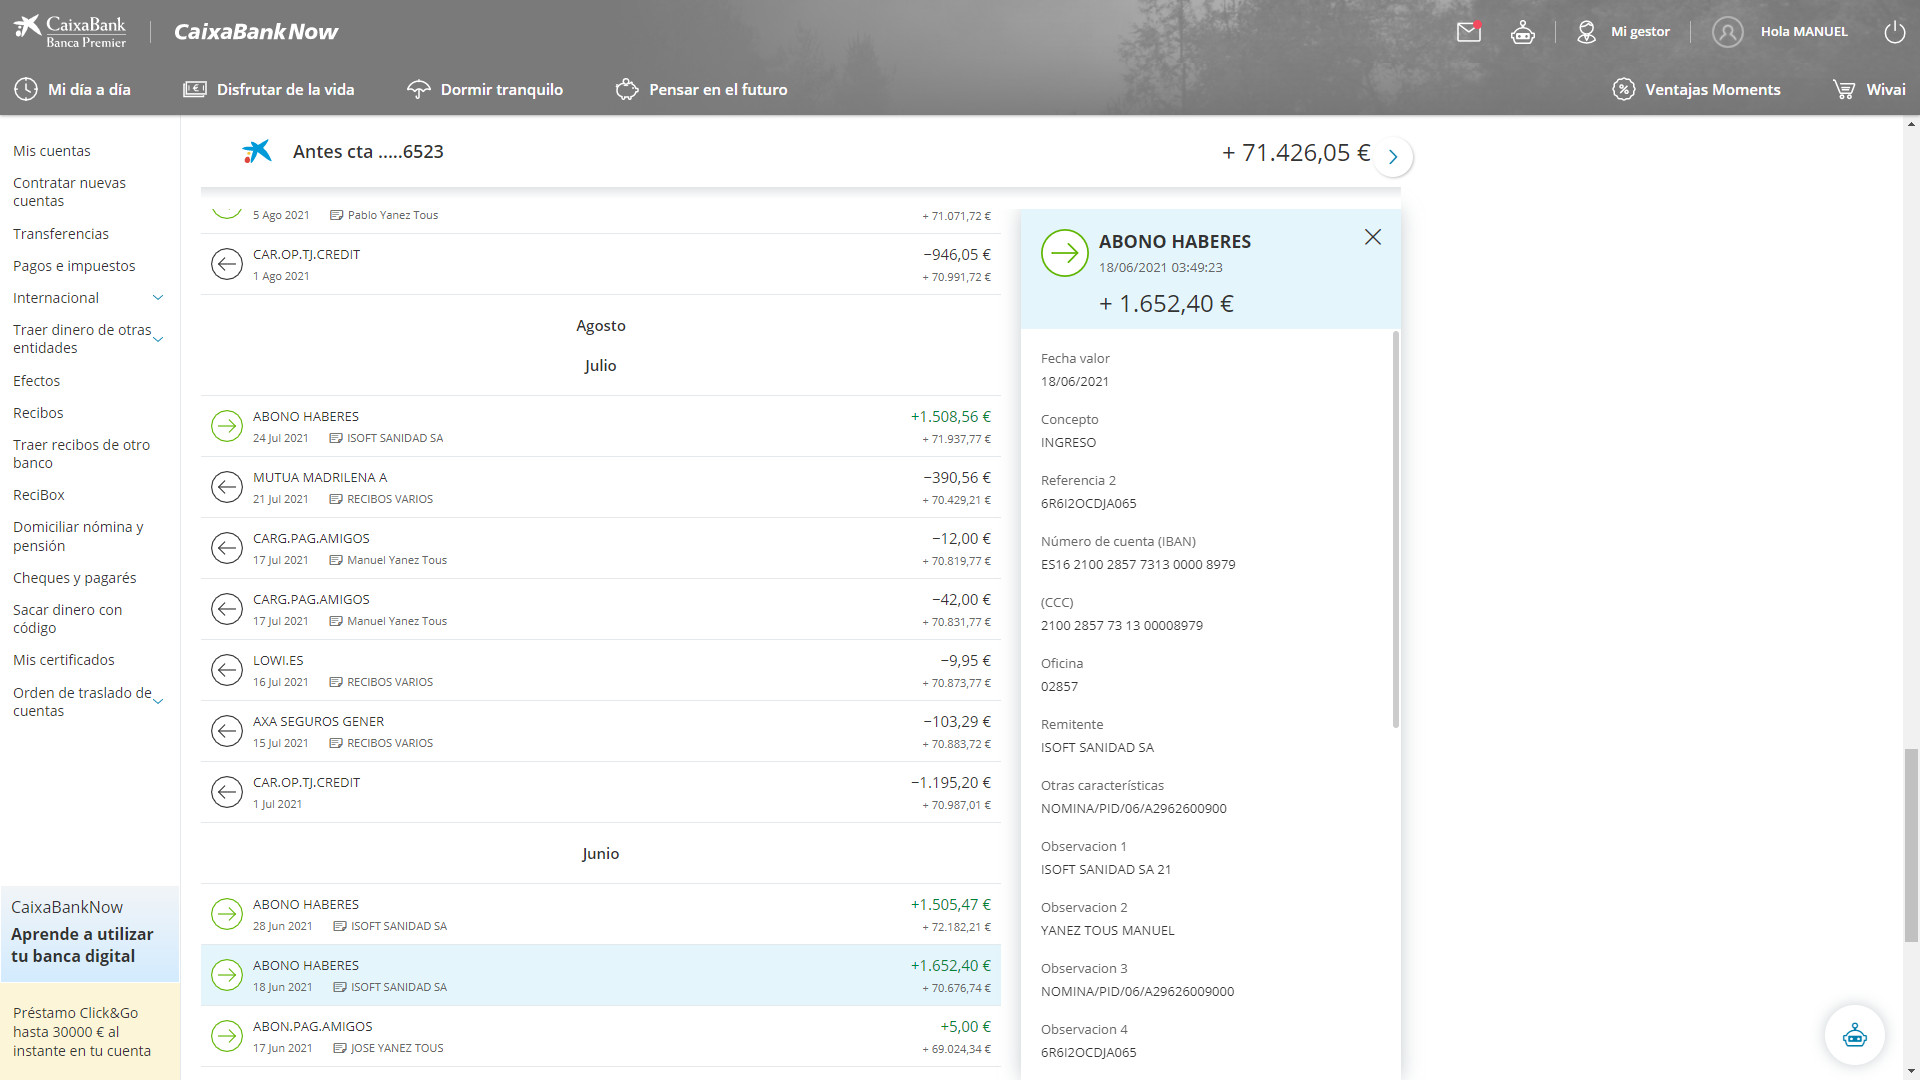 CaixaBank
Banca Premier
CaixaBankNow
Mi gestor
Hola MANUEL
Mi día a día
Disfrutar de la vida
Dormir tranquilo
Pensar en el futuro
Ventajas Moments
Wivai
Mis cuentas
Contratar nuevas
cuentas
Transferencias
Pagos e impuestos
Internacional
Traer dinero de otras
entidades
Efectos
Recibos
Traer recibos de otro
banco
ReciBox
Domiciliar nómina y
pensión
Cheques y pagarés
Sacar dinero con
código
Mis certificados
Orden de traslado de
cuentas
CaixaBankNow
Aprende a utilizar
tu banca digital
Préstamo Click&Go
hasta 30000 € al
instante en tu cuenta
Antes cta .....6523
+ 71.426,05 €
5 Ago 2021 Pablo Yanez Tous + 71.071,72 €
CAR.OP.TJ.CREDIT −946,05 €
1 Ago 2021 + 70.991,72 €
Agosto
Julio
ABONO HABERES +1.508,56 €
24 Jul 2021 ISOFT SANIDAD SA + 71.937,77 €
MUTUA MADRILENA A −390,56 €
21 Jul 2021 RECIBOS VARIOS + 70.429,21 €
CARG.PAG.AMIGOS −12,00 €
17 Jul 2021 Manuel Yanez Tous + 70.819,77 €
CARG.PAG.AMIGOS −42,00 €
17 Jul 2021 Manuel Yanez Tous + 70.831,77 €
LOWI.ES −9,95 €
16 Jul 2021 RECIBOS VARIOS + 70.873,77 €
AXA SEGUROS GENER −103,29 €
15 Jul 2021 RECIBOS VARIOS + 70.883,72 €
CAR.OP.TJ.CREDIT −1.195,20 €
1 Jul 2021 + 70.987,01 €
Junio
ABONO HABERES +1.505,47 €
28 Jun 2021 ISOFT SANIDAD SA + 72.182,21 €
ABONO HABERES +1.652,40 €
18 Jun 2021 ISOFT SANIDAD SA + 70.676,74 €
ABON.PAG.AMIGOS +5,00 €
17 Jun 2021 JOSE YANEZ TOUS + 69.024,34 €
ABONO HABERES
18/06/2021 03:49:23
+ 1.652,40 €
Fecha valor
18/06/2021
Concepto
INGRESO
Referencia 2
6R6I2OCDJA065
Número de cuenta (IBAN)
ES16 2100 2857 7313 0000 8979
(CCC)
2100 2857 73 13 00008979
Oficina
02857
Remitente
ISOFT SANIDAD SA
Otras características
NOMINA/PID/06/A2962600900
Observacion 1
ISOFT SANIDAD SA 21
Observacion 2
YANEZ TOUS MANUEL
Observacion 3
NOMINA/PID/06/A29626009000
Observacion 4
6R6I2OCDJA065